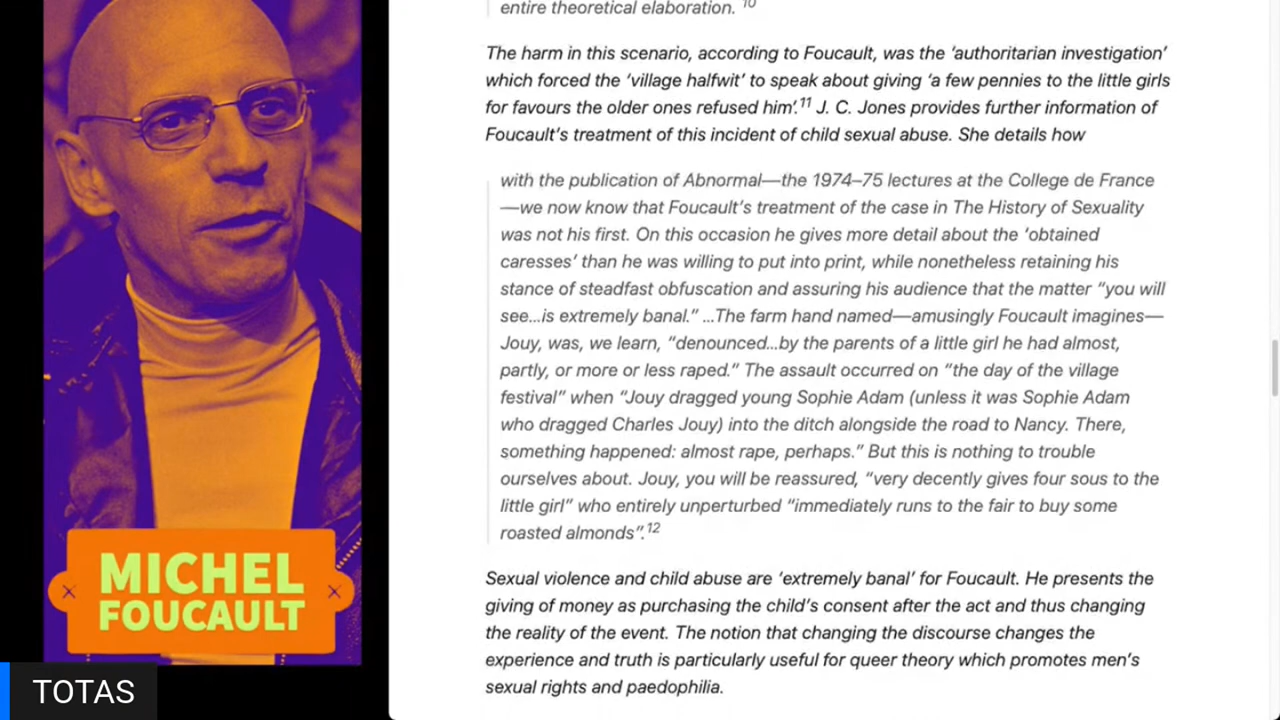 entire theoretical elaboration. 10
The harm in this scenario, according to Foucault, was the ‘authoritarian investigation’
which forced the ‘village halfwit’ to speak about giving ‘a few pennies to the little girls
for favours the older ones refused him’.11 J. C. Jones provides further information of
Foucault’s treatment of this incident of child sexual abuse. She details how
with the publication of Abnormal—the 1974–75 lectures at the College de France
—we now know that Foucault’s treatment of the case in The History of Sexuality
was not his first. On this occasion he gives more detail about the ‘obtained
caresses’ than he was willing to put into print, while nonetheless retaining his
stance of steadfast obfuscation and assuring his audience that the matter “you will
see...is extremely banal.” ...The farm hand named—amusingly Foucault imagines—
Jouy, was, we learn, “denounced...by the parents of a little girl he had almost,
partly, or more or less raped.” The assault occurred on “the day of the village
festival” when “Jouy dragged young Sophie Adam (unless it was Sophie Adam
who dragged Charles Jouy) into the ditch alongside the road to Nancy. There,
something happened: almost rape, perhaps.” But this is nothing to trouble
ourselves about. Jouy, you will be reassured, “very decently gives four sous to the
little girl” who entirely unperturbed “immediately runs to the fair to buy some
roasted almonds”.12
Sexual violence and child abuse are ‘extremely banal’ for Foucault. He presents the
giving of money as purchasing the child’s consent after the act and thus changing
the reality of the event. The notion that changing the discourse changes the
experience and truth is particularly useful for queer theory which promotes men’s
sexual rights and paedophilia.
MICHEL
FOUCAULT
TOTAS